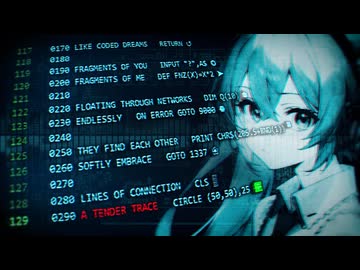 117 0170 LIKE CODED DREAMS RETURN
118 0180
119 0190 FRAGMENTS OF YOU INPUT "?",A$
120 0200 FRAGMENTS OF ME DEF FNZ(X)=X*2
121 0210
122 0220 FLOATING THROUGH NETWORKS DIM Q(10)
123 0230 ENDLESSLY ON ERROR GOTO 9000
124 0240
125 0250 THEY FIND EACH OTHER PRINT CHR$(205.5+
126 0260 SOFTLY EMBRACE GOTO 1337
127 0270
128 0280 LINES OF CONNECTION CLS
129 0290 A TENDER TRACE CIRCLE (50,50),25